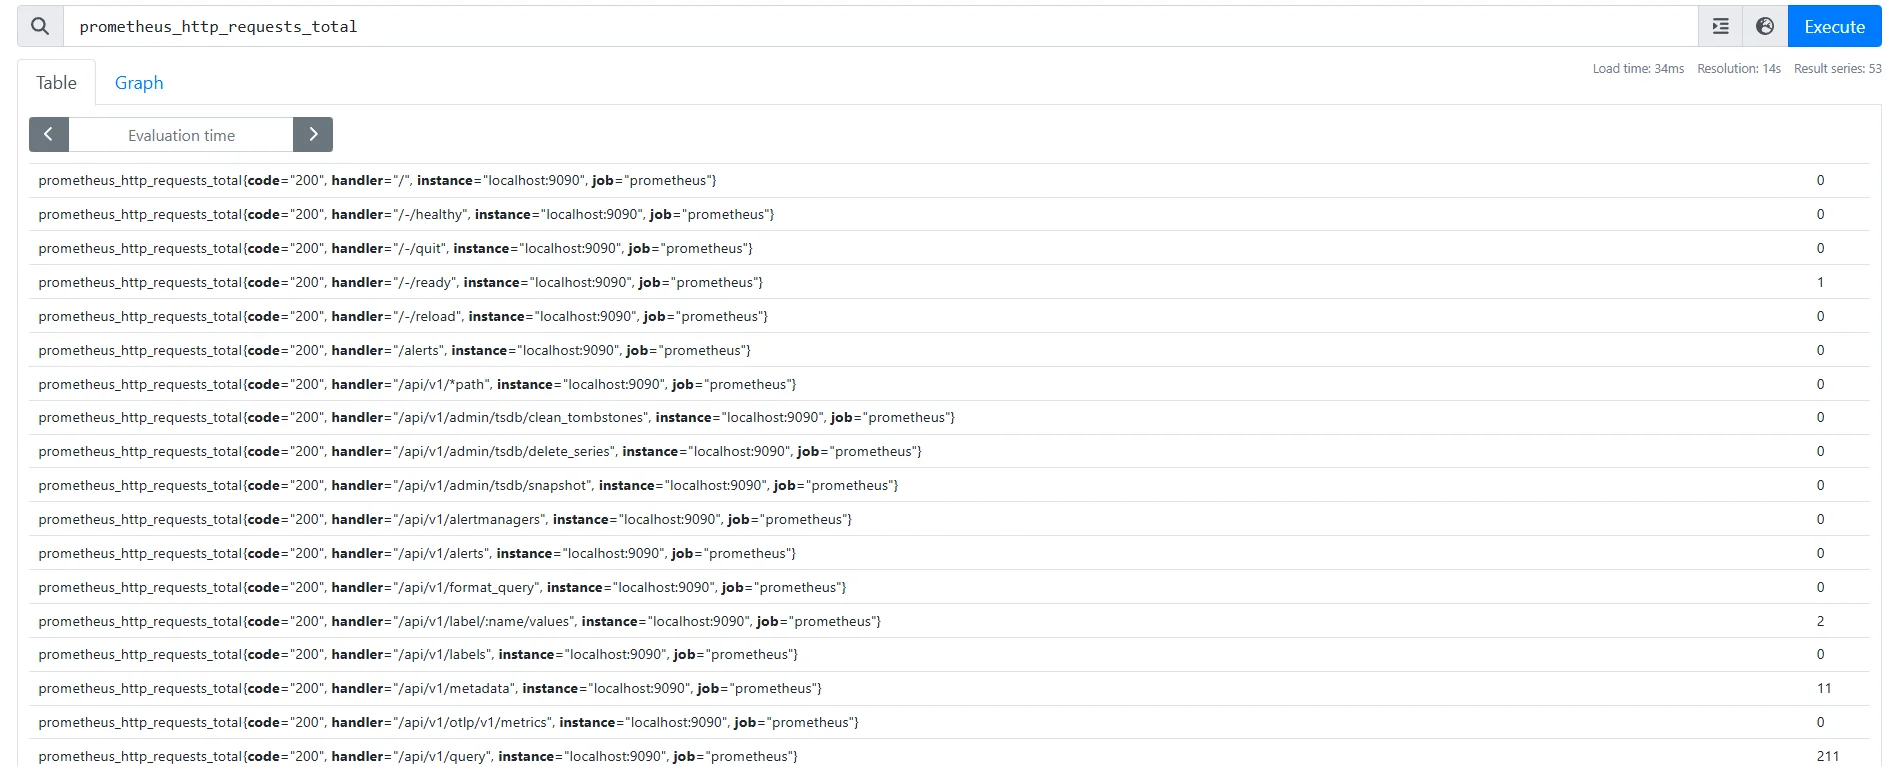 prometheus_http_requests_total
Execute
Table
Graph
Load time: 34ms Resolution: 14s Result series: 53
Evaluation time
prometheus_http_requests_total{code="200", handler="/", instance="localhost:9090", job="prometheus"} 0
prometheus_http_requests_total{code="200", handler="/-/healthy", instance="localhost:9090", job="prometheus"} 0
prometheus_http_requests_total{code="200", handler="/-/quit", instance="localhost:9090", job="prometheus"} 0
prometheus_http_requests_total{code="200", handler="/-/ready", instance="localhost:9090", job="prometheus"} 1
prometheus_http_requests_total{code="200", handler="/-/reload", instance="localhost:9090", job="prometheus"} 0
prometheus_http_requests_total{code="200", handler="/alerts", instance="localhost:9090", job="prometheus"} 0
prometheus_http_requests_total{code="200", handler="/api/v1/*path", instance="localhost:9090", job="prometheus"} 0
prometheus_http_requests_total{code="200", handler="/api/v1/admin/tsdb/clean_tombstones", instance="localhost:9090", job="prometheus"} 0
prometheus_http_requests_total{code="200", handler="/api/v1/admin/tsdb/delete_series", instance="localhost:9090", job="prometheus"} 0
prometheus_http_requests_total{code="200", handler="/api/v1/admin/tsdb/snapshot", instance="localhost:9090", job="prometheus"} 0
prometheus_http_requests_total{code="200", handler="/api/v1/alertmanagers", instance="localhost:9090", job="prometheus"} 0
prometheus_http_requests_total{code="200", handler="/api/v1/alerts", instance="localhost:9090", job="prometheus"} 0
prometheus_http_requests_total{code="200", handler="/api/v1/format_query", instance="localhost:9090", job="prometheus"} 0
prometheus_http_requests_total{code="200", handler="/api/v1/label/:name/values", instance="localhost:9090", job="prometheus"} 2
prometheus_http_requests_total{code="200", handler="/api/v1/labels", instance="localhost:9090", job="prometheus"} 0
prometheus_http_requests_total{code="200", handler="/api/v1/metadata", instance="localhost:9090", job="prometheus"} 11
prometheus_http_requests_total{code="200", handler="/api/v1/otlp/v1/metrics", instance="localhost:9090", job="prometheus"} 0
prometheus_http_requests_total{code="200", handler="/api/v1/query", instance="localhost:9090", job="prometheus"} 211